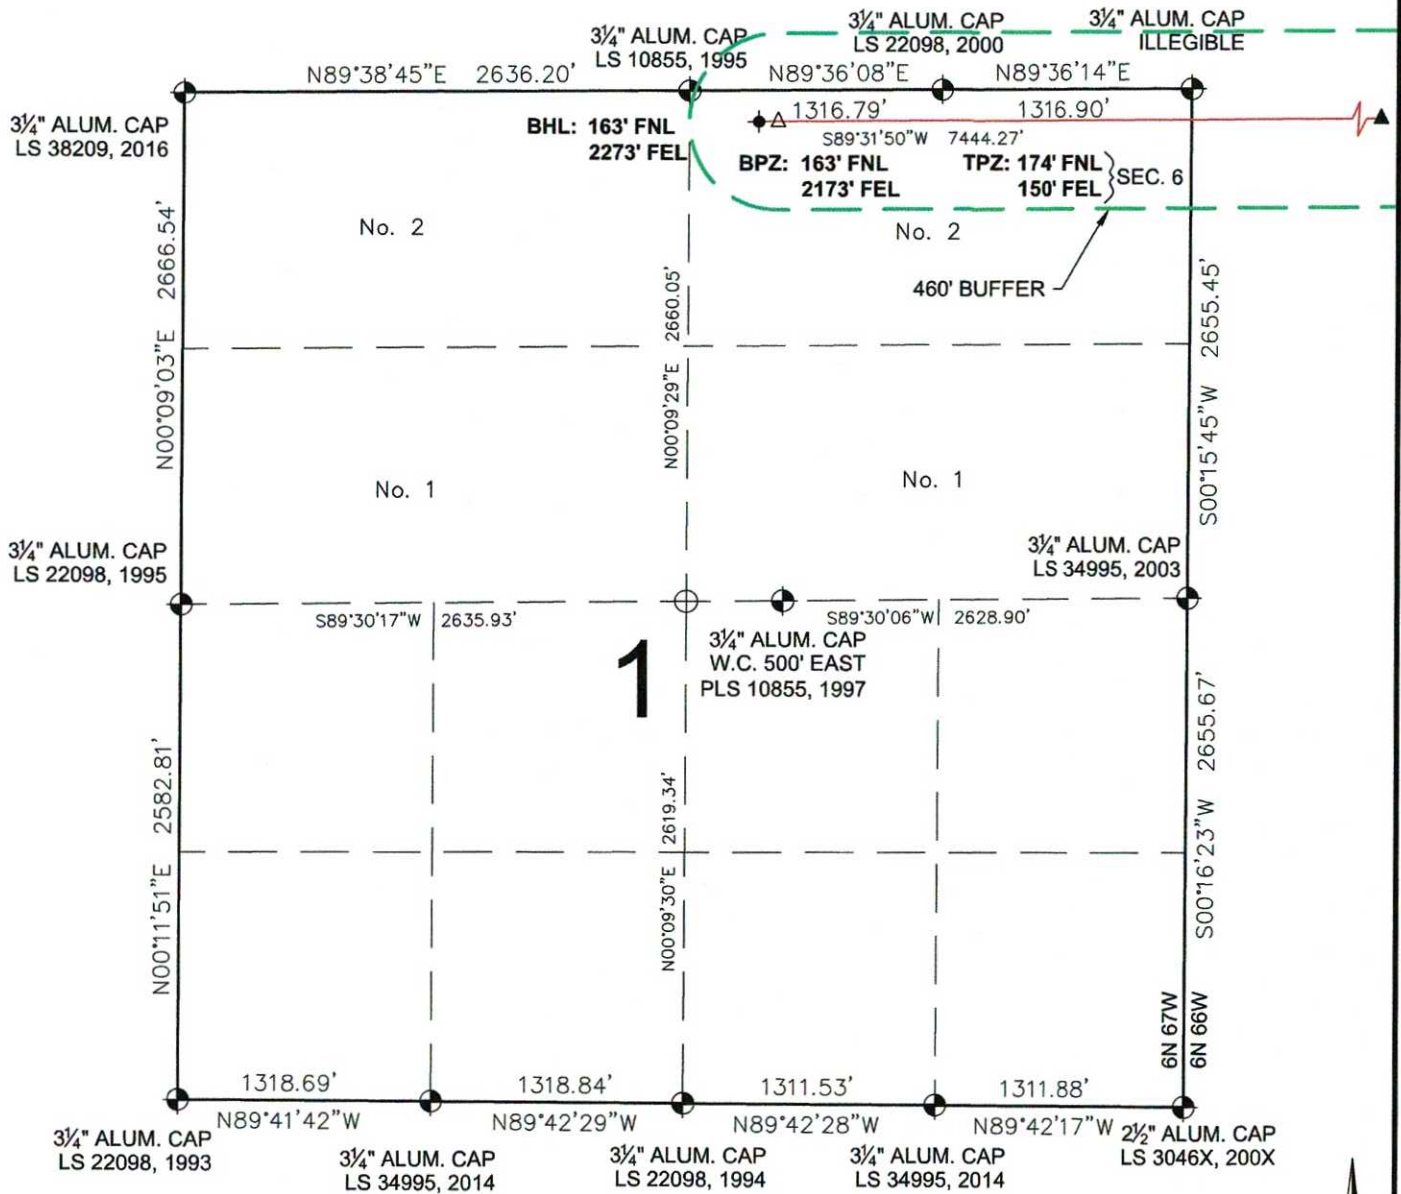 3¼" ALUM. CAP
LS 10855, 1995
3¼" ALUM. CAP
LS 22098, 2000
3¼" ALUM. CAP
ILLEGIBLE
N89°38'45"E 2636.20'
N89°36'08"E
N89°36'14"E
1316.79'
1316.90'
3¼" ALUM. CAP
LS 38209, 2016
BHL: 163' FNL
2273' FEL
S89°31'50"W 7444.27'
BPZ: 163' FNL
2173' FEL
TPZ: 174' FNL
150' FEL
SEC. 6
No. 2
No. 2
460' BUFFER
N00°09'03"E 2666.54'
N00°09'29"E 2660.05'
S00°15'45"W 2655.45'
No. 1
No. 1
3¼" ALUM. CAP
LS 22098, 1995
3¼" ALUM. CAP
LS 34995, 2003
S89°30'17"W 2635.93'
S89°30'06"W 2628.90'
1
3¼" ALUM. CAP
W.C. 500' EAST
PLS 10855, 1997
N00°11'51"E 2582.81'
N00°09'30"E 2619.34'
S00°16'23"W 2655.67'
6N 67W
6N 66W
1318.69'
1318.84'
1311.53'
1311.88'
N89°41'42"W
N89°42'29"W
N89°42'28"W
N89°42'17"W
3¼" ALUM. CAP
LS 22098, 1993
3¼" ALUM. CAP
LS 34995, 2014
3¼" ALUM. CAP
LS 22098, 1994
3¼" ALUM. CAP
LS 34995, 2014
2½" ALUM. CAP
LS 3046X, 200X